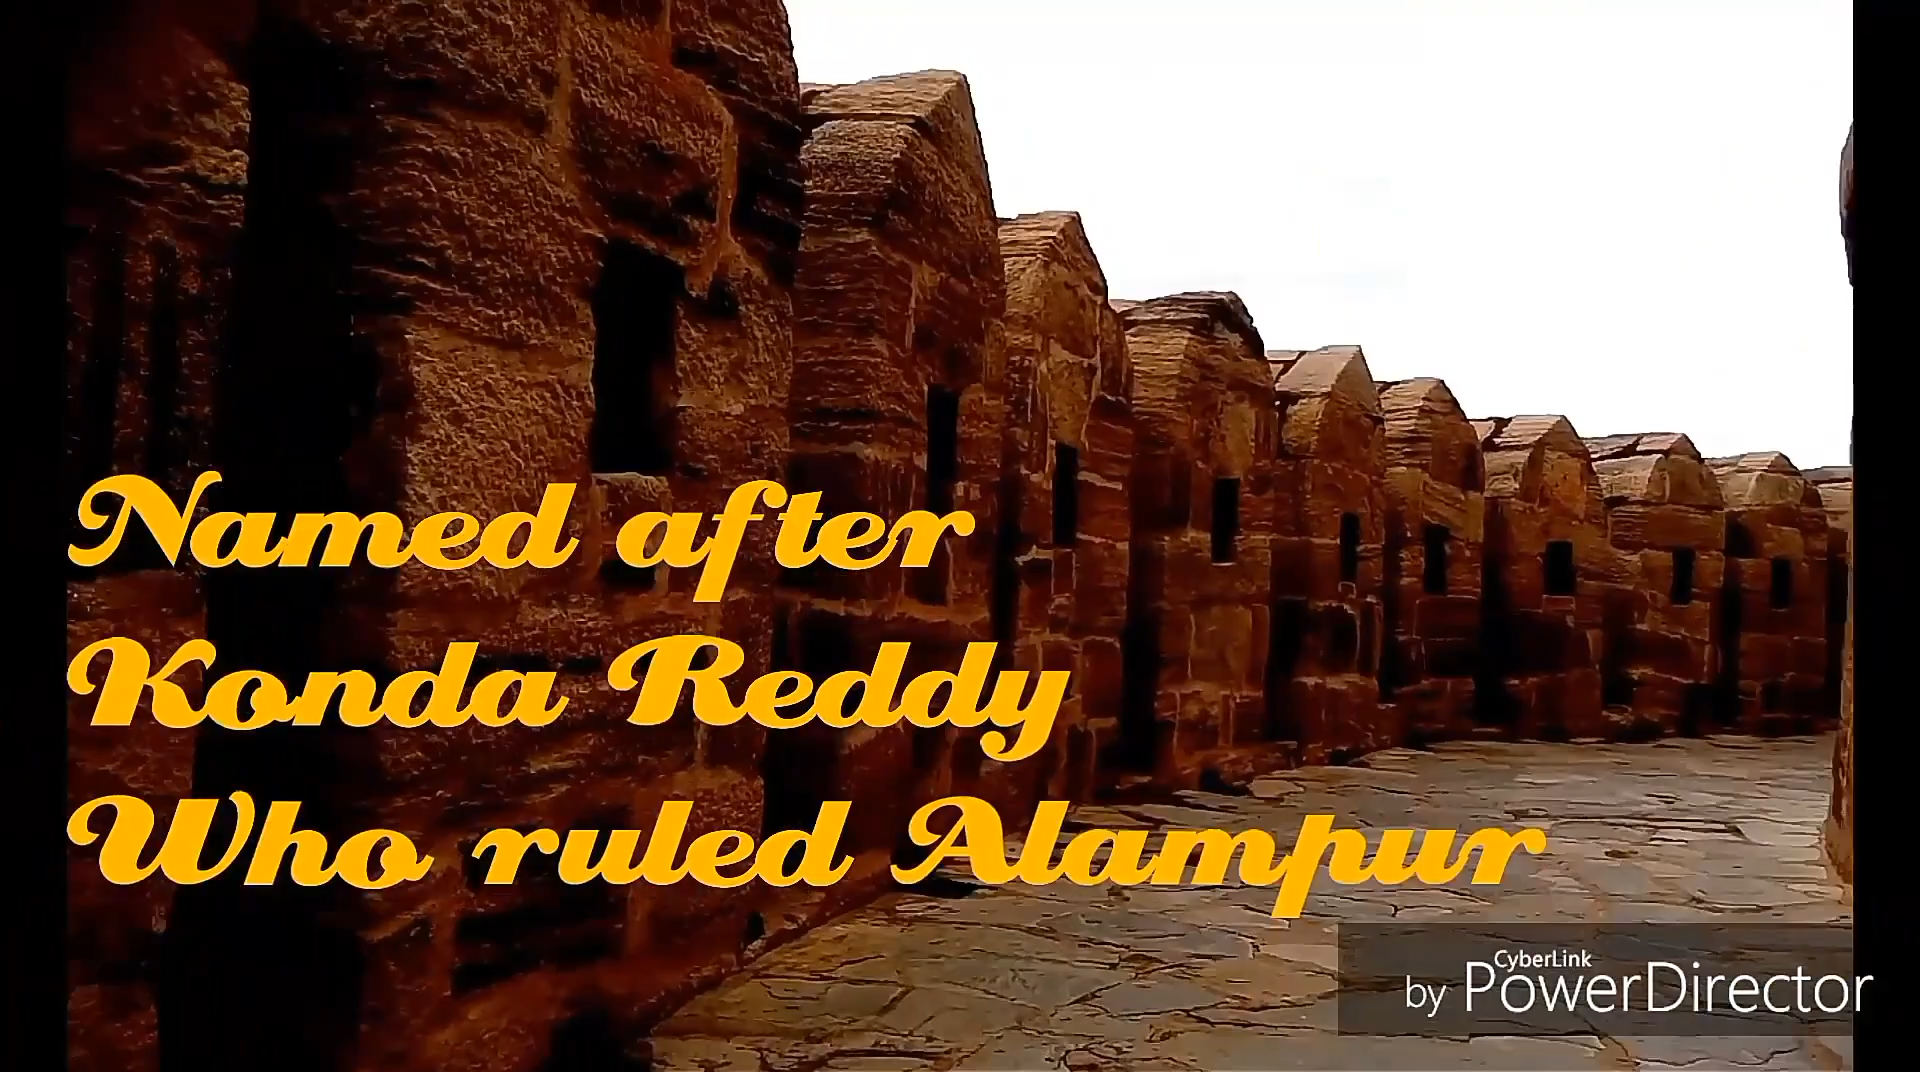 Named after
Konda Reddy
Who ruled Alampur
CyberLink
by PowerDirector